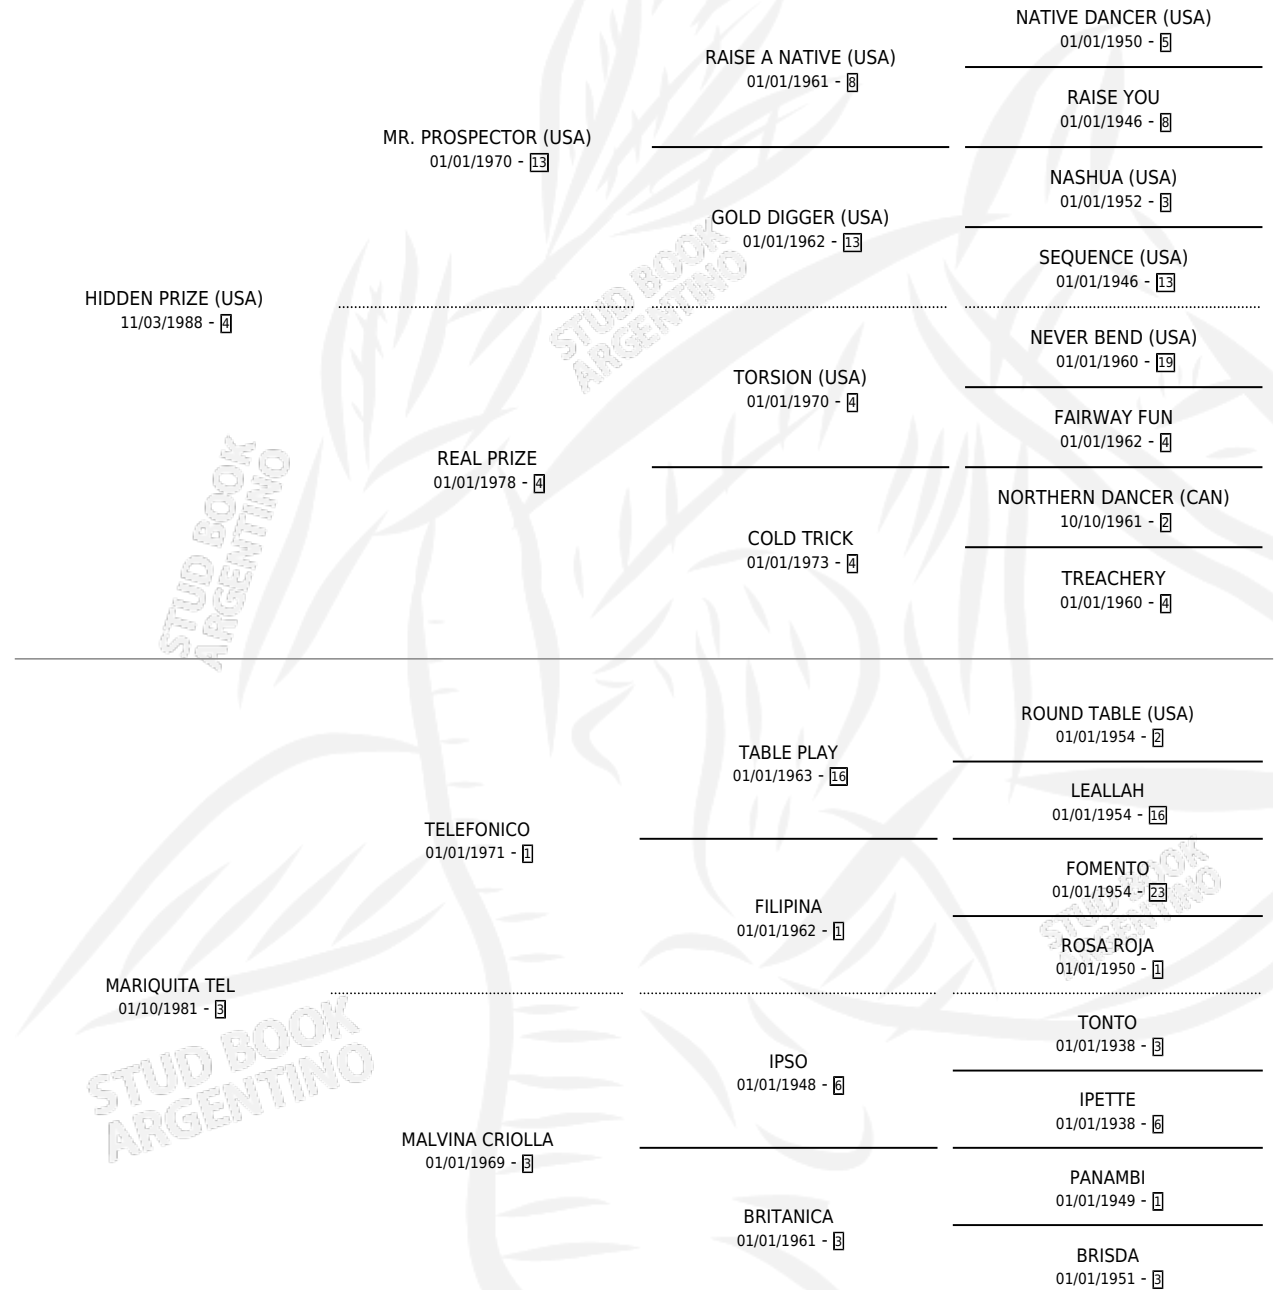 NATIVE DANCER (USA)
01/01/1950 - 5
RAISE A NATIVE (USA)
01/01/1961 - 8
RAISE YOU
01/01/1946 - 8
MR. PROSPECTOR (USA)
01/01/1970 - 13
NASHUA (USA)
01/01/1952 - 3
GOLD DIGGER (USA)
01/01/1962 - 13
SEQUENCE (USA)
01/01/1946 - 13
HIDDEN PRIZE (USA)
11/03/1988 - 4
NEVER BEND (USA)
01/01/1960 - 19
TORSION (USA)
01/01/1970 - 4
FAIRWAY FUN
01/01/1962 - 4
REAL PRIZE
01/01/1978 - 4
NORTHERN DANCER (CAN)
10/10/1961 - 2
COLD TRICK
01/01/1973 - 4
TREACHERY
01/01/1960 - 4
STUD BOOK
ARGENTINO
STUD BOOK
ARGENTINO
ROUND TABLE (USA)
01/01/1954 - 2
TABLE PLAY
01/01/1963 - 16
LEALLAH
01/01/1954 - 16
TELEFONICO
01/01/1971 - 1
FOMENTO
01/01/1954 - 23
FILIPINA
01/01/1962 - 1
ROSA ROJA
01/01/1950 - 1
MARIQUITA TEL
01/10/1981 - 3
TONTO
01/01/1938 - 3
IPSO
01/01/1948 - 6
IPETTE
01/01/1938 - 6
MALVINA CRIOLLA
01/01/1969 - 3
PANAMBI
01/01/1949 - 1
BRITANICA
01/01/1961 - 3
BRISDA
01/01/1951 - 3
STUD BOOK
ARGENTINO
STUD BOOK
ARGENTINO